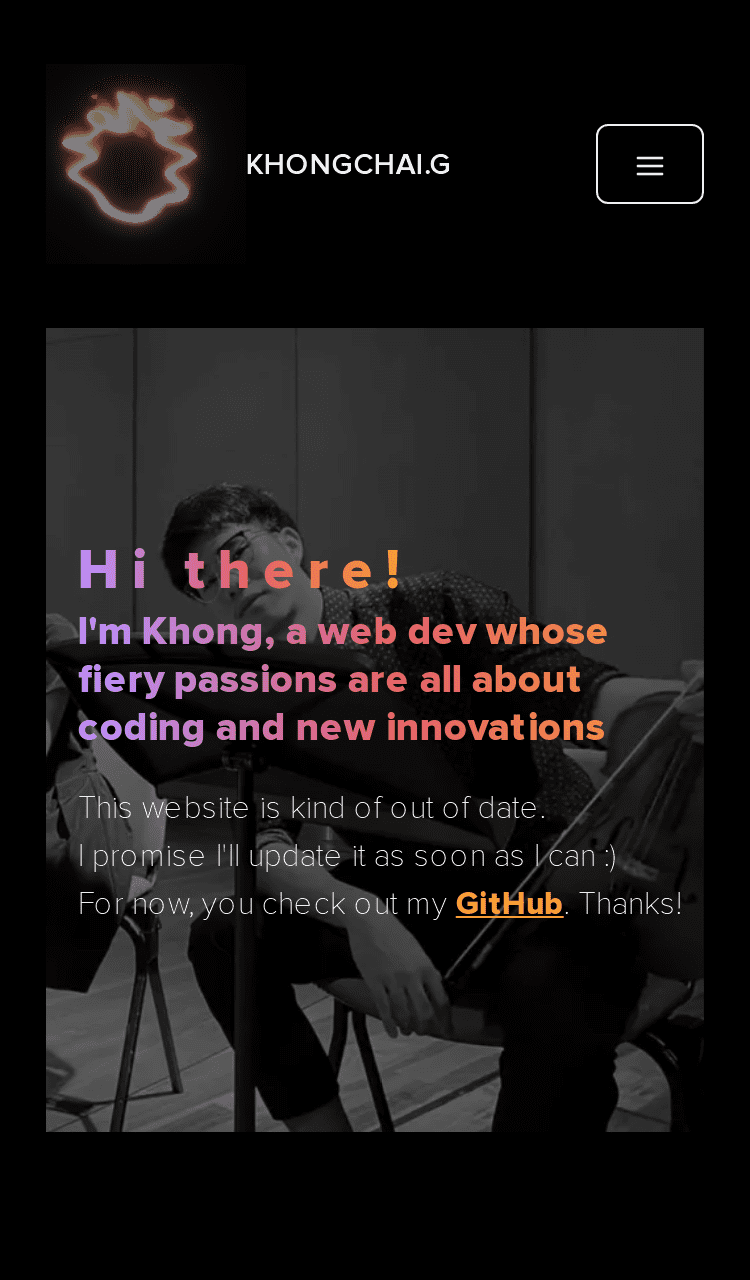 KHONGCHAI.G
Hi there!
I'm Khong, a web dev whose
fiery passions are all about
coding and new innovations
This website is kind of out of date.
I promise I'll update it as soon as I can :)
For now, you check out my GitHub. Thanks!